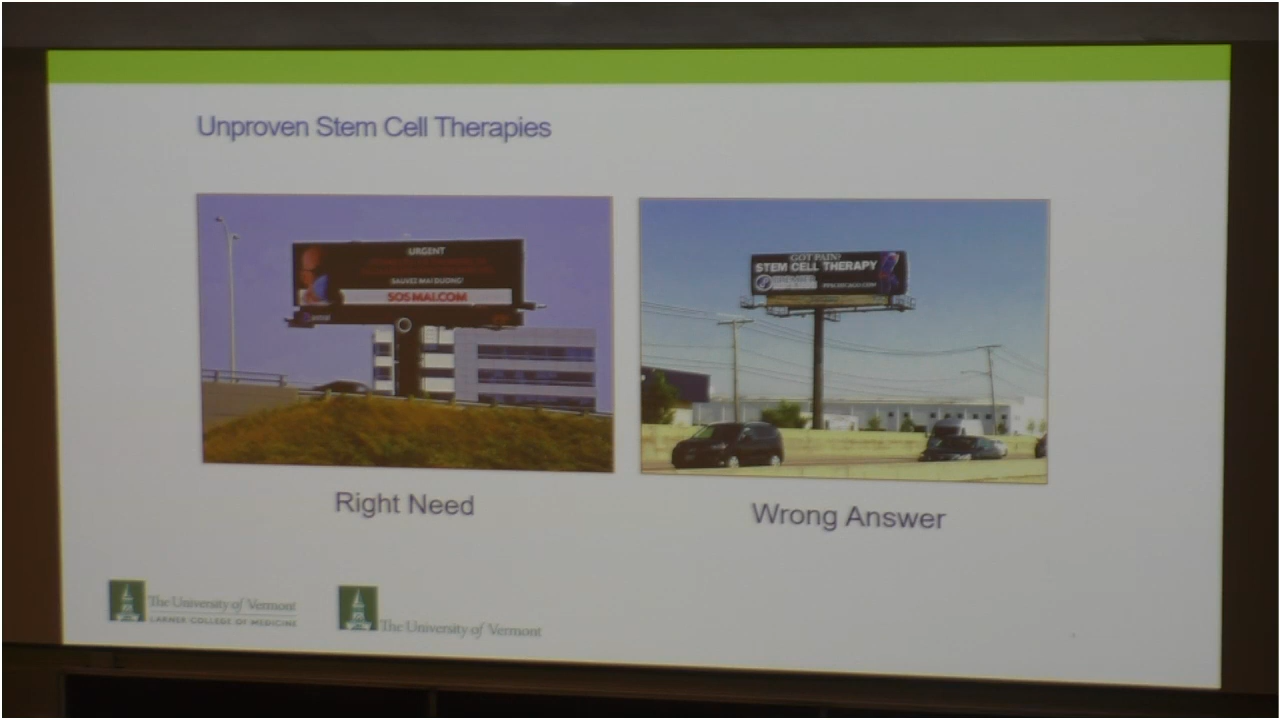 Unproven Stem Cell Therapies
URGENT
SAUVEZ MAI DUONG!
SOSMAI.COM
GOT PAIN?
STEM CELL THERAPY
Right Need
Wrong Answer
The University of Vermont
LARNER COLLEGE OF MEDICINE
The University of Vermont